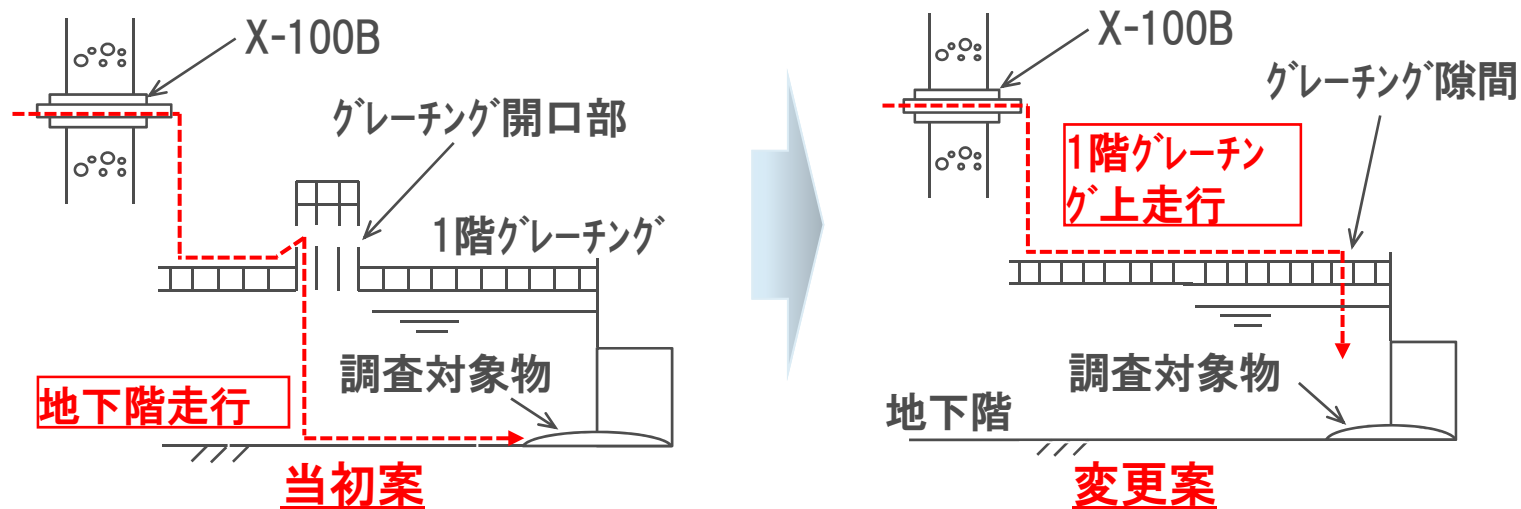 X-100B
ｸﾞﾚｰﾁﾝｸﾞ開口部
1階ｸﾞﾚｰﾁﾝｸﾞ
調査対象物
地下階走行
当初案
X-100B
ｸﾞﾚｰﾁﾝｸﾞ隙間
1階ｸﾞﾚｰﾁﾝ
ｸﾞ上走行
調査対象物
地下階
変更案